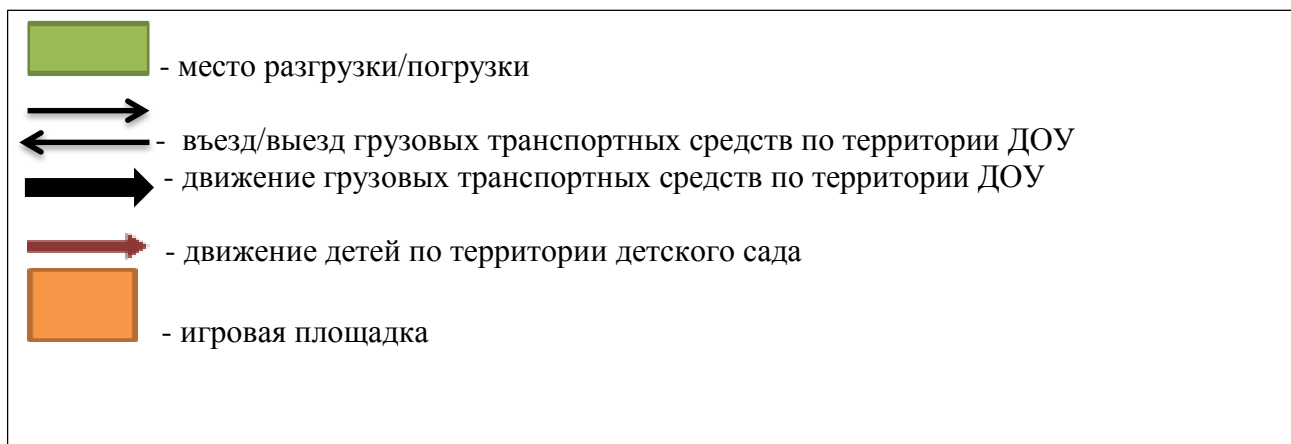 - место разгрузки/погрузки
- въезд/выезд грузовых транспортных средств по территории ДОУ
- движение грузовых транспортных средств по территории ДОУ
- движение детей по территории детского сада
- игровая площадка